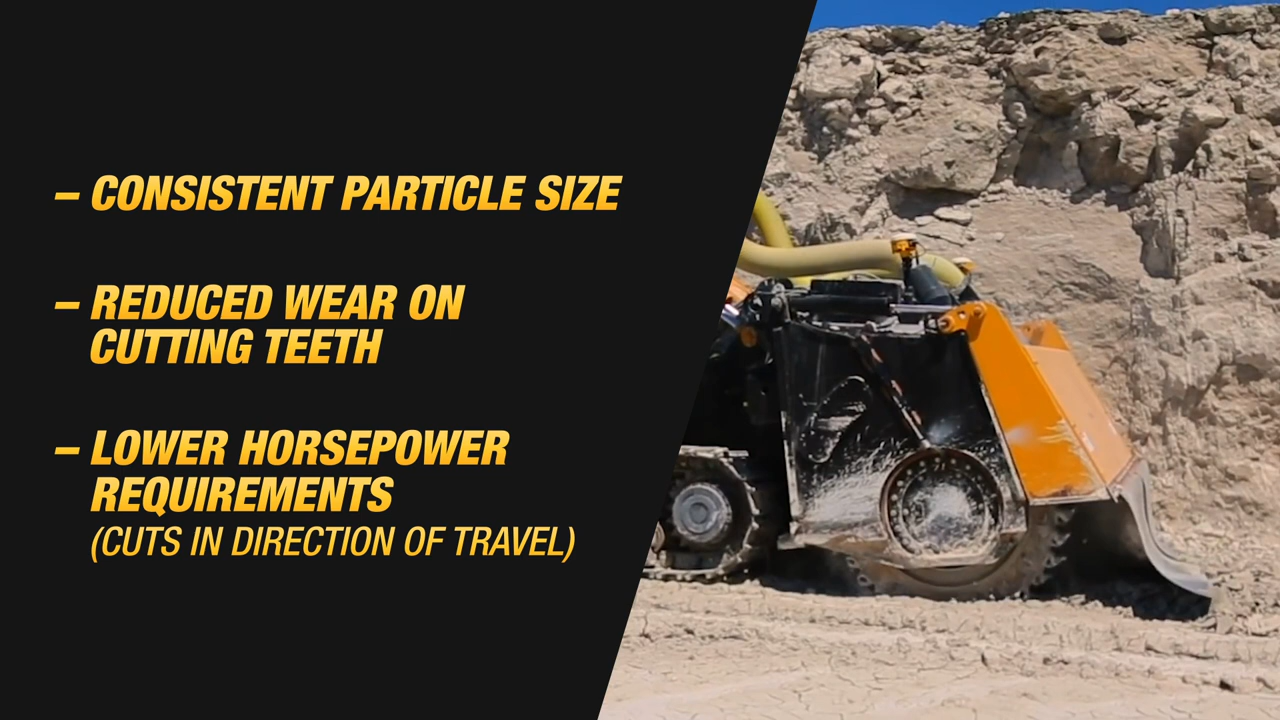 – CONSISTENT PARTICLE SIZE
– REDUCED WEAR ON
CUTTING TEETH
– LOWER HORSEPOWER
REQUIREMENTS
(CUTS IN DIRECTION OF TRAVEL)